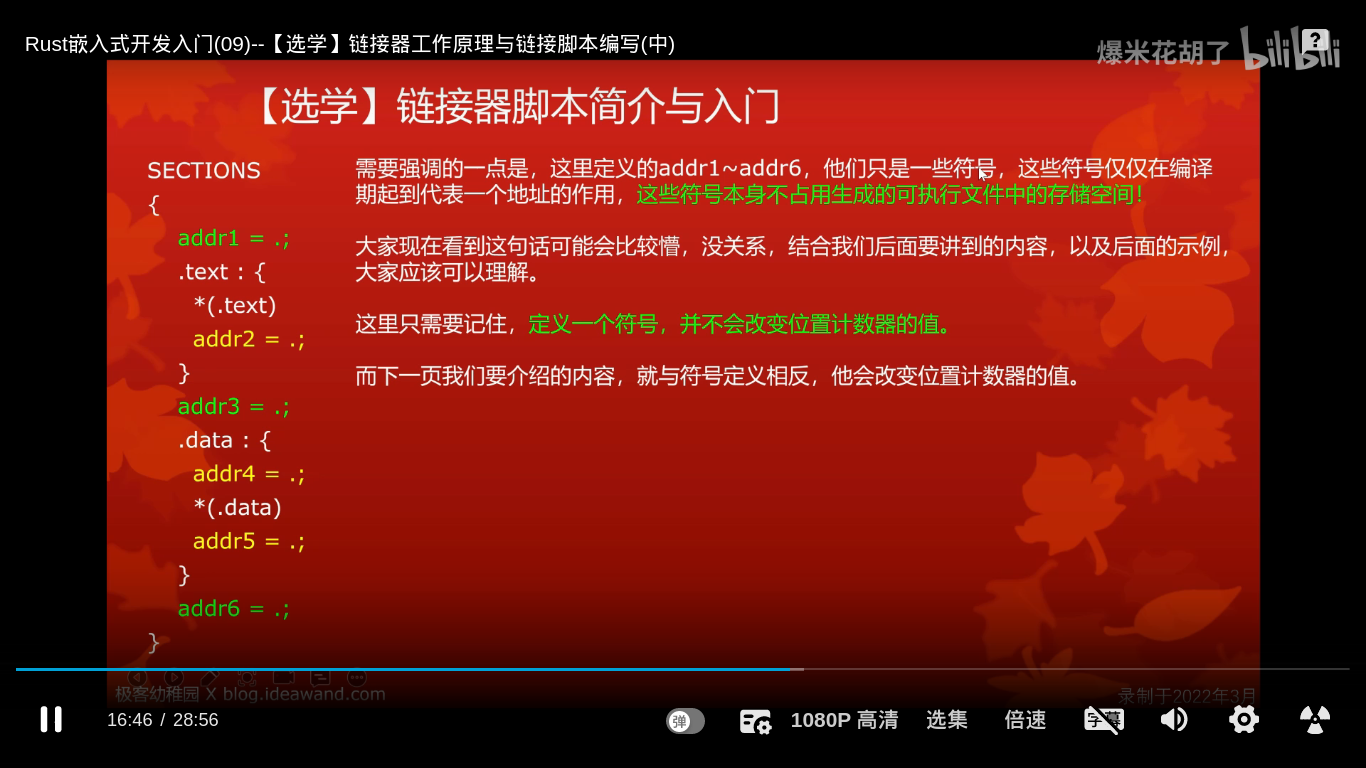 Rust嵌入式开发入门(09)--【选学】链接器工作原理与链接脚本编写(中)
爆米花胡了 bilibili
?
【选学】链接器脚本简介与入门
SECTIONS
{
addr1 = .;
.text : {
*(.text)
addr2 = .;
}
addr3 = .;
.data : {
addr4 = .;
*(.data)
addr5 = .;
}
addr6 = .;
}
需要强调的一点是，这里定义的addr1~addr6，他们只是一些符号，这些符号仅仅在编译
期起到代表一个地址的作用，这些符号本身不占用生成的可执行文件中的存储空间！
大家现在看到这句话可能会比较懵，没关系，结合我们后面要讲到的内容，以及后面的示例，
大家应该可以理解。
这里只需要记住，定义一个符号，并不会改变位置计数器的值。
而下一页我们要介绍的内容，就与符号定义相反，他会改变位置计数器的值。
极客幼稚园 X blog.ideawand.com
录制于2022年3月
16:46 / 28:56
弹
1080P 高清
选集
倍速
字幕